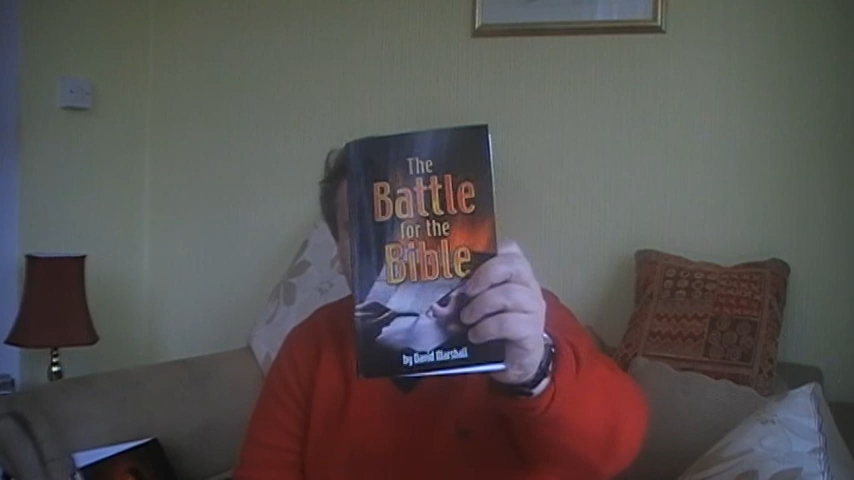 The
Battle
for the
Bible
by David Marshall